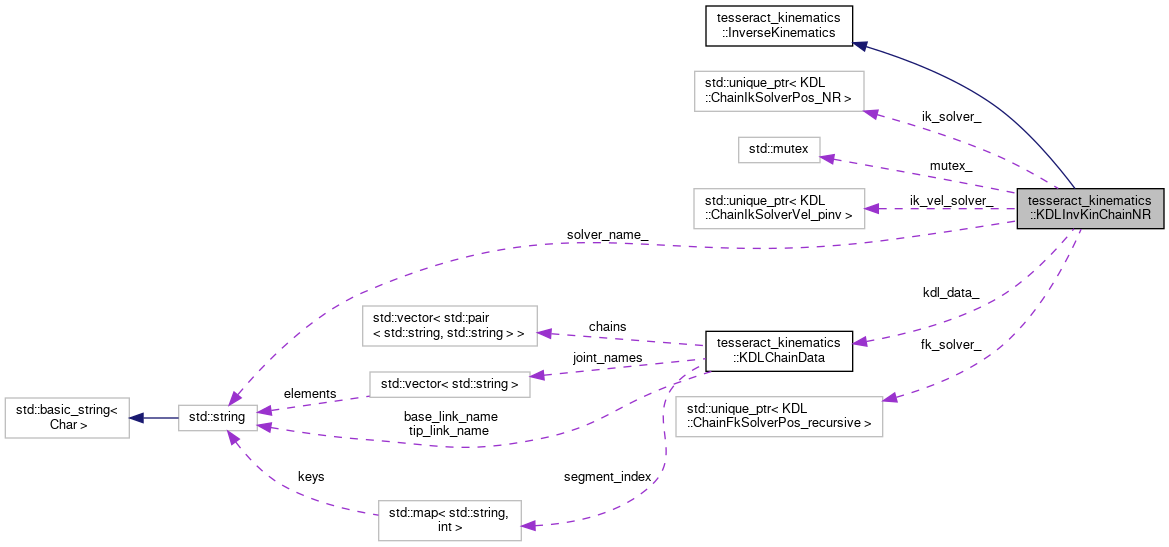 tesseract_kinematics
::InverseKinematics
std::unique_ptr< KDL
::ChainIkSolverPos_NR >
ik_solver_
std::mutex
mutex_
tesseract_kinematics
::KDLInvKinChainNR
std::unique_ptr< KDL
::ChainIkSolverVel_pinv >
ik_vel_solver_
solver_name_
kdl_data_
std::vector< std::pair
< std::string, std::string > >
chains
tesseract_kinematics
::KDLChainData
fk_solver_
joint_names
std::vector< std::string >
elements
std::basic_string<
Char >
std::string
base_link_name
tip_link_name
std::unique_ptr< KDL
::ChainFkSolverPos_recursive >
keys
segment_index
std::map< std::string,
int >